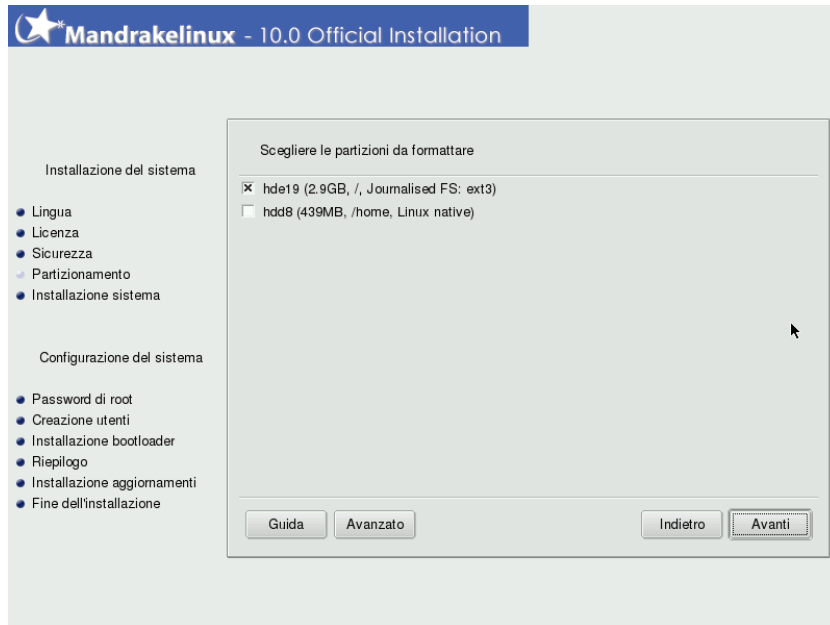 Mandrakelinux - 10.0 Official Installation
Installazione del sistema
Lingua
Licenza
Sicurezza
Partizionamento
Installazione sistema
Configurazione del sistema
Password di root
Creazione utenti
Installazione bootloader
Riepilogo
Installazione aggiornamenti
Fine dell'installazione
Scegliere le partizioni da formattare
hde19 (2.9GB, /, Journalised FS: ext3)
hdd8 (439MB, /home, Linux native)
Guida Avanzato Indietro Avanti